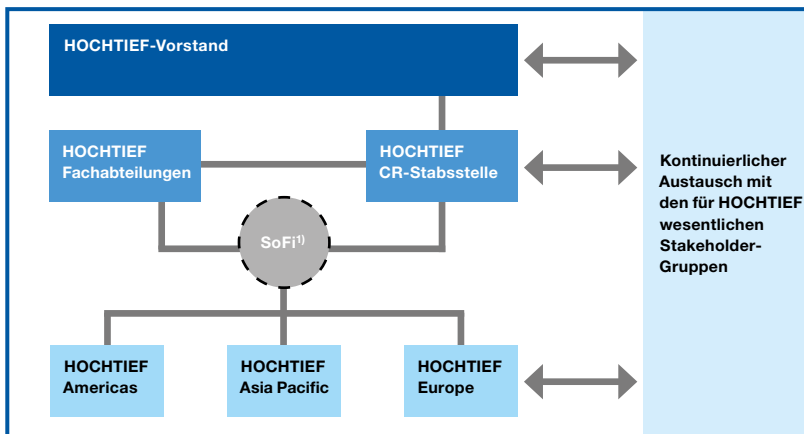 HOCHTIEF-Vorstand
HOCHTIEF
Fachabteilungen
HOCHTIEF
CR-Stabsstelle
Kontinuierlicher
Austausch mit
den für HOCHTIEF
wesentlichen
Stakeholder-
Gruppen
SoFi¹⁾
HOCHTIEF
Americas
HOCHTIEF
Asia Pacific
HOCHTIEF
Europe